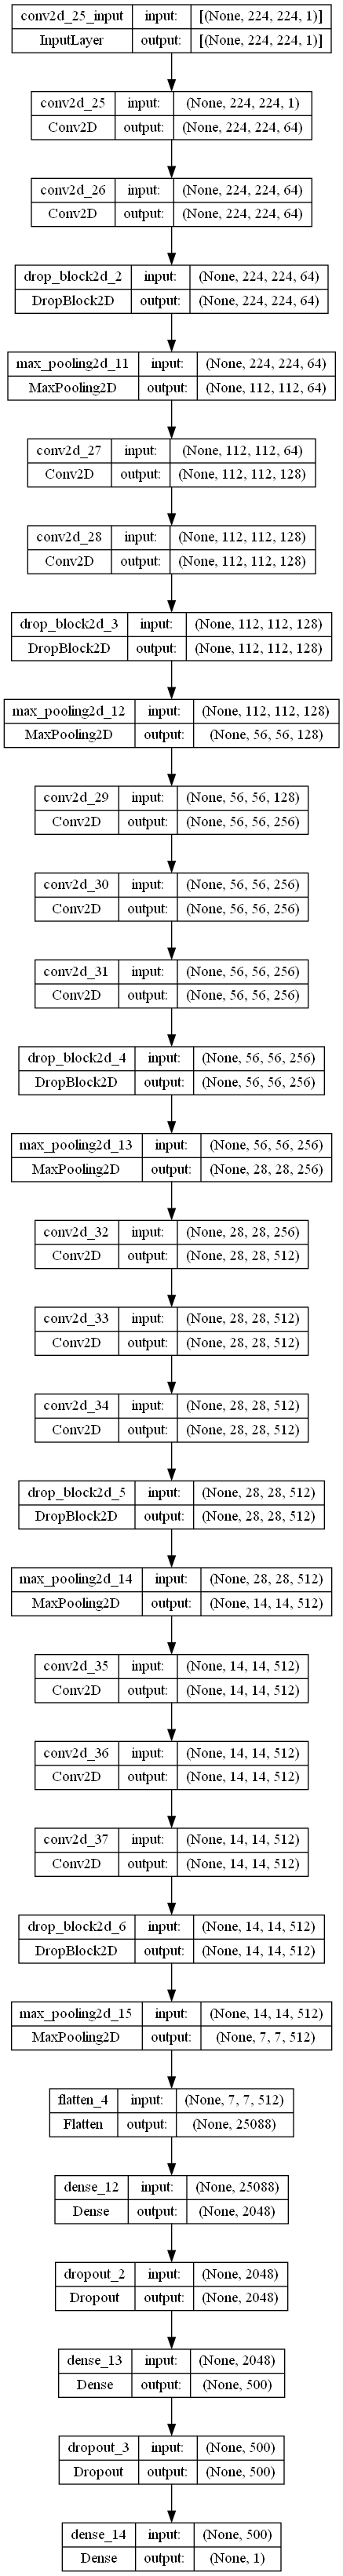 conv2d_25_input input: [(None, 224, 224, 1)]
InputLayer output: [(None, 224, 224, 1)]
conv2d_25 input: (None, 224, 224, 1)
Conv2D output: (None, 224, 224, 64)
conv2d_26 input: (None, 224, 224, 64)
Conv2D output: (None, 224, 224, 64)
drop_block2d_2 input: (None, 224, 224, 64)
DropBlock2D output: (None, 224, 224, 64)
max_pooling2d_11 input: (None, 224, 224, 64)
MaxPooling2D output: (None, 112, 112, 64)
conv2d_27 input: (None, 112, 112, 64)
Conv2D output: (None, 112, 112, 128)
conv2d_28 input: (None, 112, 112, 128)
Conv2D output: (None, 112, 112, 128)
drop_block2d_3 input: (None, 112, 112, 128)
DropBlock2D output: (None, 112, 112, 128)
max_pooling2d_12 input: (None, 112, 112, 128)
MaxPooling2D output: (None, 56, 56, 128)
conv2d_29 input: (None, 56, 56, 128)
Conv2D output: (None, 56, 56, 256)
conv2d_30 input: (None, 56, 56, 256)
Conv2D output: (None, 56, 56, 256)
conv2d_31 input: (None, 56, 56, 256)
Conv2D output: (None, 56, 56, 256)
drop_block2d_4 input: (None, 56, 56, 256)
DropBlock2D output: (None, 56, 56, 256)
max_pooling2d_13 input: (None, 56, 56, 256)
MaxPooling2D output: (None, 28, 28, 256)
conv2d_32 input: (None, 28, 28, 256)
Conv2D output: (None, 28, 28, 512)
conv2d_33 input: (None, 28, 28, 512)
Conv2D output: (None, 28, 28, 512)
conv2d_34 input: (None, 28, 28, 512)
Conv2D output: (None, 28, 28, 512)
drop_block2d_5 input: (None, 28, 28, 512)
DropBlock2D output: (None, 28, 28, 512)
max_pooling2d_14 input: (None, 28, 28, 512)
MaxPooling2D output: (None, 14, 14, 512)
conv2d_35 input: (None, 14, 14, 512)
Conv2D output: (None, 14, 14, 512)
conv2d_36 input: (None, 14, 14, 512)
Conv2D output: (None, 14, 14, 512)
conv2d_37 input: (None, 14, 14, 512)
Conv2D output: (None, 14, 14, 512)
drop_block2d_6 input: (None, 14, 14, 512)
DropBlock2D output: (None, 14, 14, 512)
max_pooling2d_15 input: (None, 14, 14, 512)
MaxPooling2D output: (None, 7, 7, 512)
flatten_4 input: (None, 7, 7, 512)
Flatten output: (None, 25088)
dense_12 input: (None, 25088)
Dense output: (None, 2048)
dropout_2 input: (None, 2048)
Dropout output: (None, 2048)
dense_13 input: (None, 2048)
Dense output: (None, 500)
dropout_3 input: (None, 500)
Dropout output: (None, 500)
dense_14 input: (None, 500)
Dense output: (None, 1)